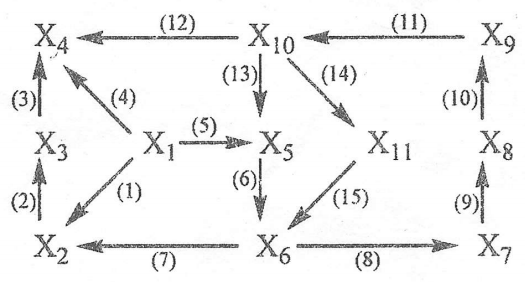 (12) (11)
X4 X10 X9
(13) (14)
(3) (4) (10)
(5)
X3 X1 X5 X11 X8
(2) (1) (6) (15) (9)
X2 X6 X7
(7) (8)